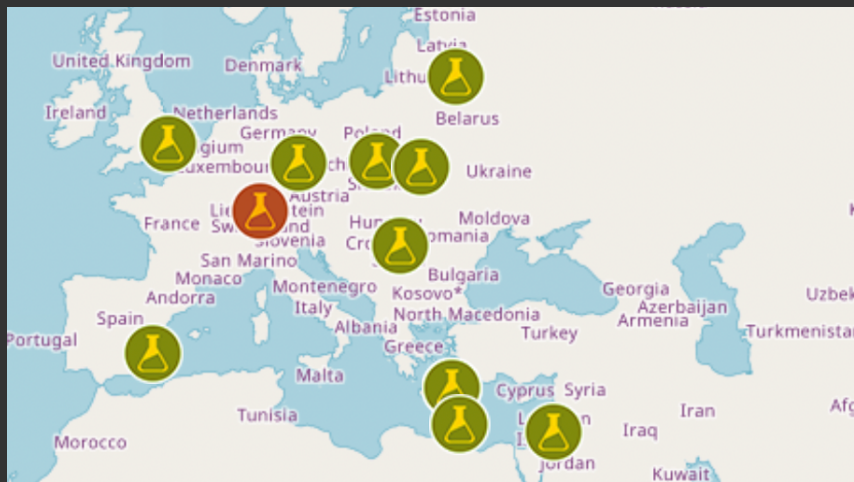 Estonia
Latvia
United Kingdom
Denmark
Lithu
Ireland
Netherlands
Belarus
Germany
Poland
gium
uxembour
ch
Ukraine
Austria
Lie
tein
France
Sw
nd
Hun
Moldova
Slovenia
Cro
omania
San Marino
Monaco
Bulgaria
Andorra
Montenegro
Kosovo*
Georgia
Uzbek
Spain
Italy
North Macedonia
Azerbaijan
Armenia
Albania
Turkey
Turkmenistan
Portugal
Greece
Malta
Cyprus
Syria
Tunisia
Iran
Afg
Iraq
Morocco
Jordan
Kuwait